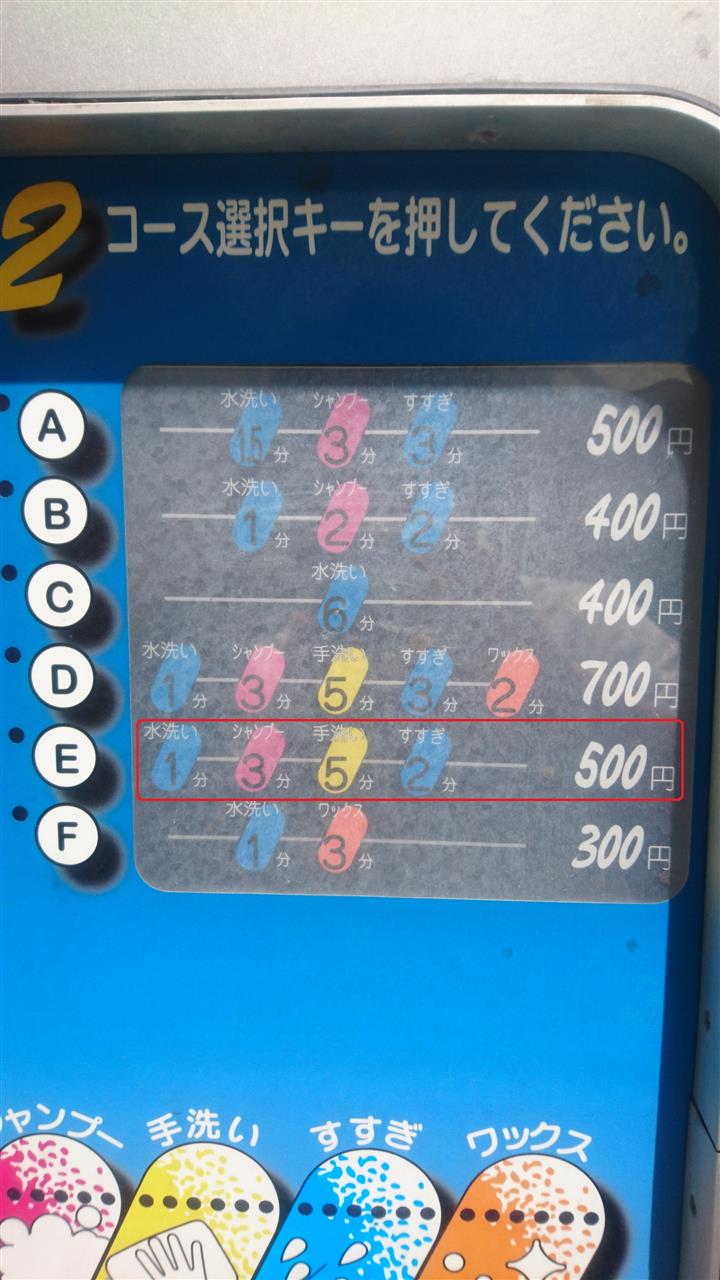 2 コース選択キーを押してください。
A 水洗い 1.5分 シャンプー 3分 すすぎ 3分 500円
B 水洗い 1分 シャンプー 2分 すすぎ 2分 400円
C 水洗い 6分 400円
D 水洗い 1分 シャンプー 3分 手洗い 5分 すすぎ 3分 ワックス 2分 700円
E 水洗い 1分 シャンプー 3分 手洗い 5分 すすぎ 2分 500円
F 水洗い 1分 ワックス 3分 300円
ャンプー 手洗い すすぎ ワックス